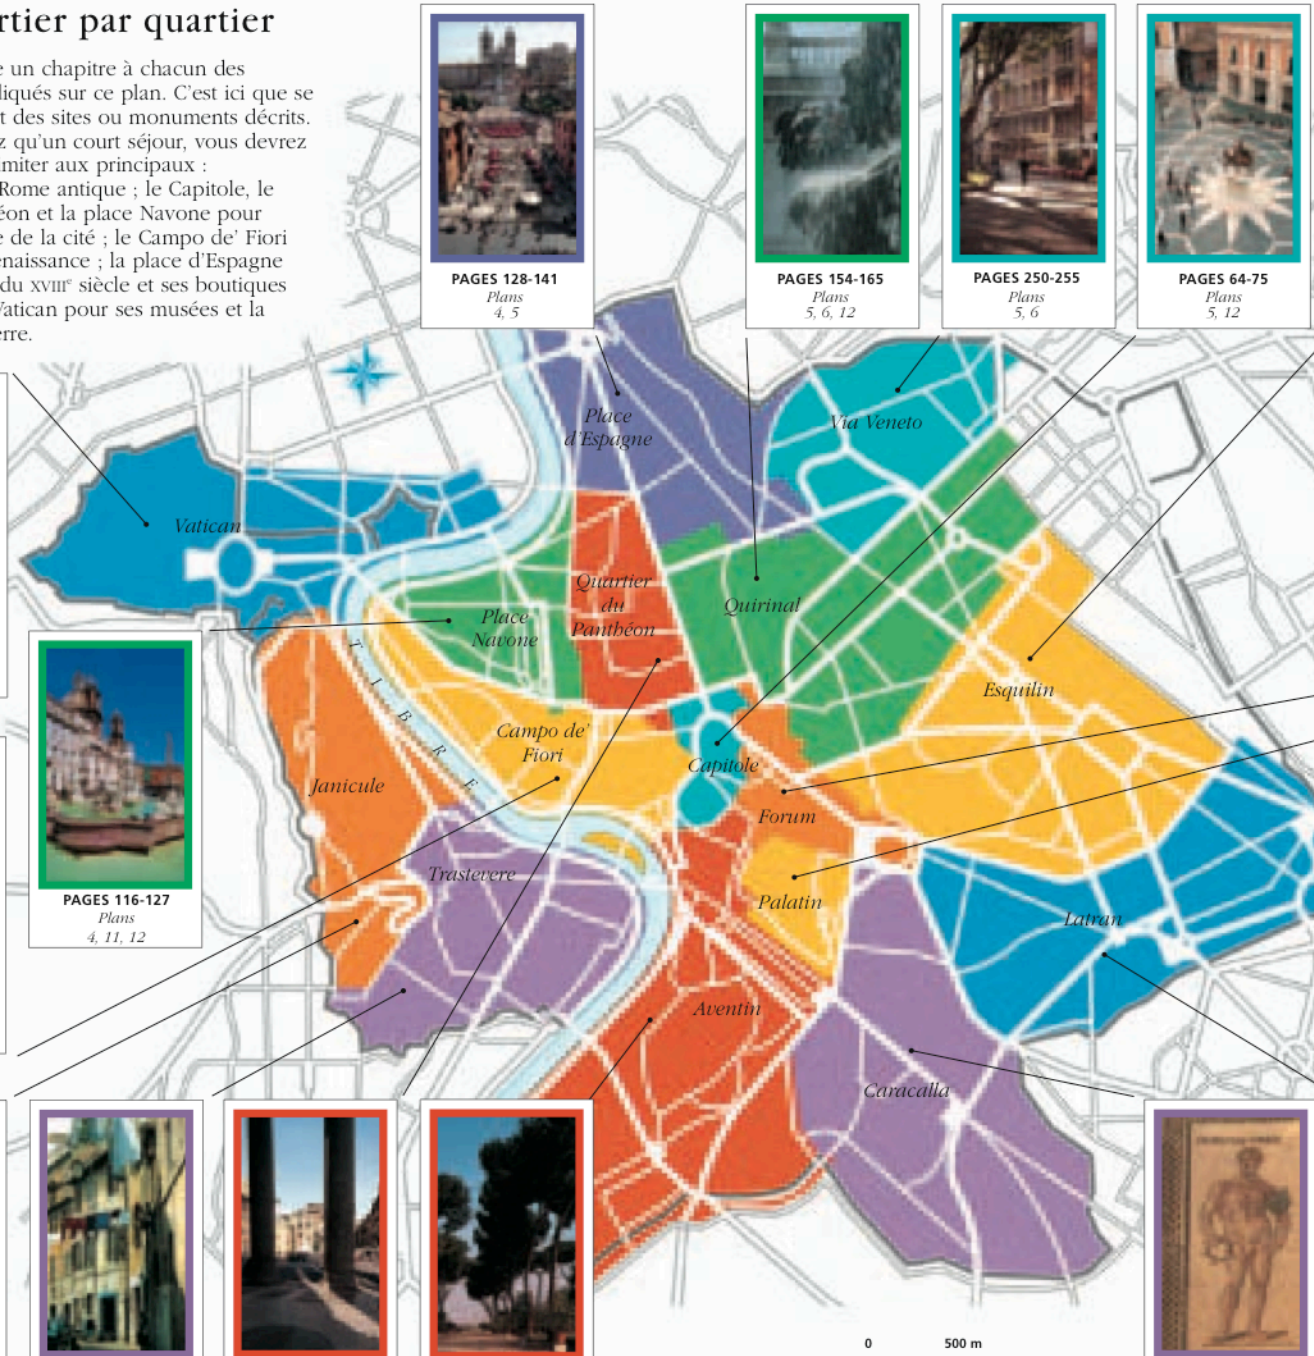 rtier par quartier
e un chapitre à chacun des
liqués sur ce plan. C'est ici que se
t des sites ou monuments décrits.
z qu'un court séjour, vous devrez
imiter aux principaux :
Rome antique ; le Capitole, le
éon et la place Navone pour
e de la cité ; le Campo de' Fiori
enaissance ; la place d'Espagne
du XVIIIe siècle et ses boutiques
Vatican pour ses musées et la
erre.
PAGES 128-141
Plans
4, 5
PAGES 154-165
Plans
5, 6, 12
PAGES 250-255
Plans
5, 6
PAGES 64-75
Plans
5, 12
Place
d'Espagne
Via Veneto
Vatican
Quartier
du
Panthéon
Quirinal
Place
Navone
Esquilin
TIBRE
Campo de'
Fiori
Capitole
Janicule
Forum
Trastevere
Palatin
PAGES 116-127
Plans
4, 11, 12
Latran
Aventin
Caracalla
0 500 m